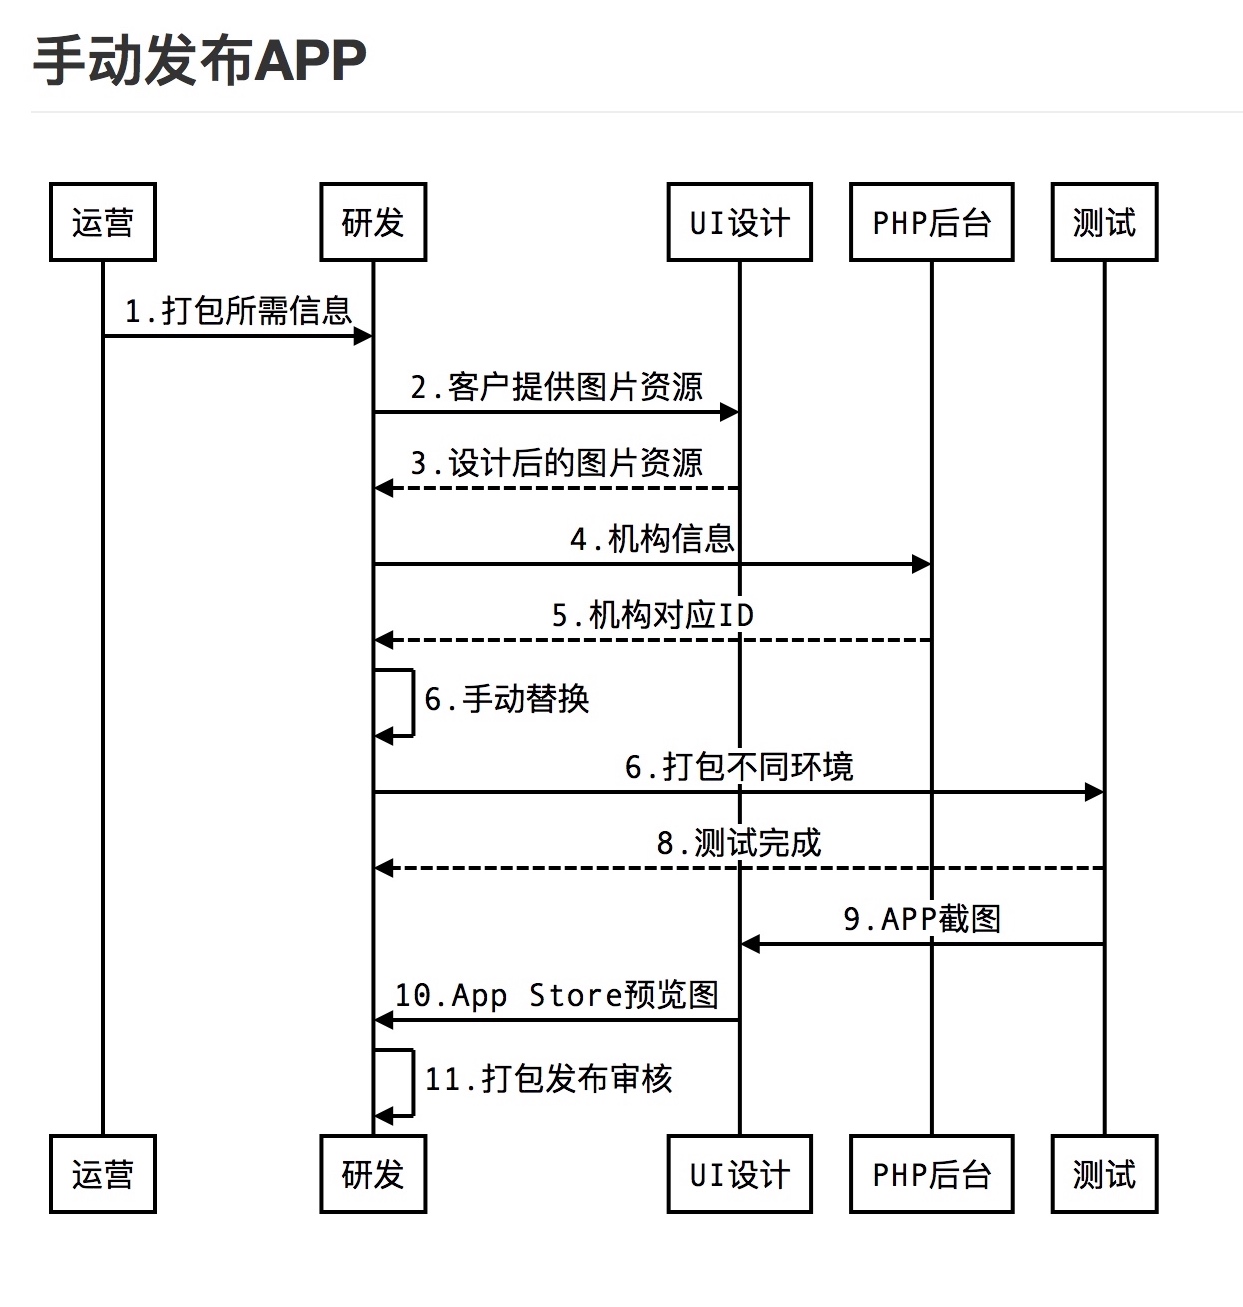 手动发布APP
运营
研发
UI设计
PHP后台
测试
1.打包所需信息
2.客户提供图片资源
3.设计后的图片资源
4.机构信息
5.机构对应ID
6.手动替换
6.打包不同环境
8.测试完成
9.APP截图
10.App Store预览图
11.打包发布审核
运营
研发
UI设计
PHP后台
测试